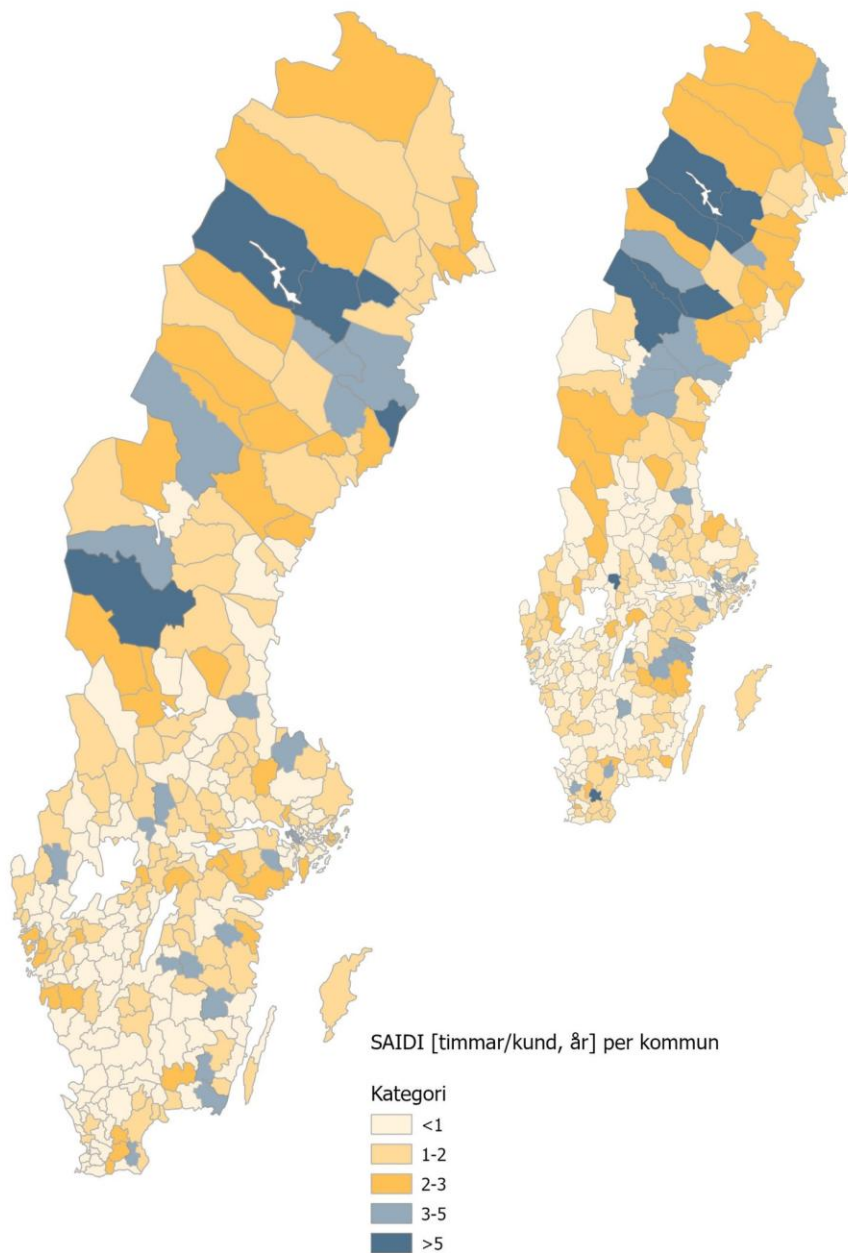 SAIDI [timmar/kund, år] per kommun
Kategori
<1
1-2
2-3
3-5
>5